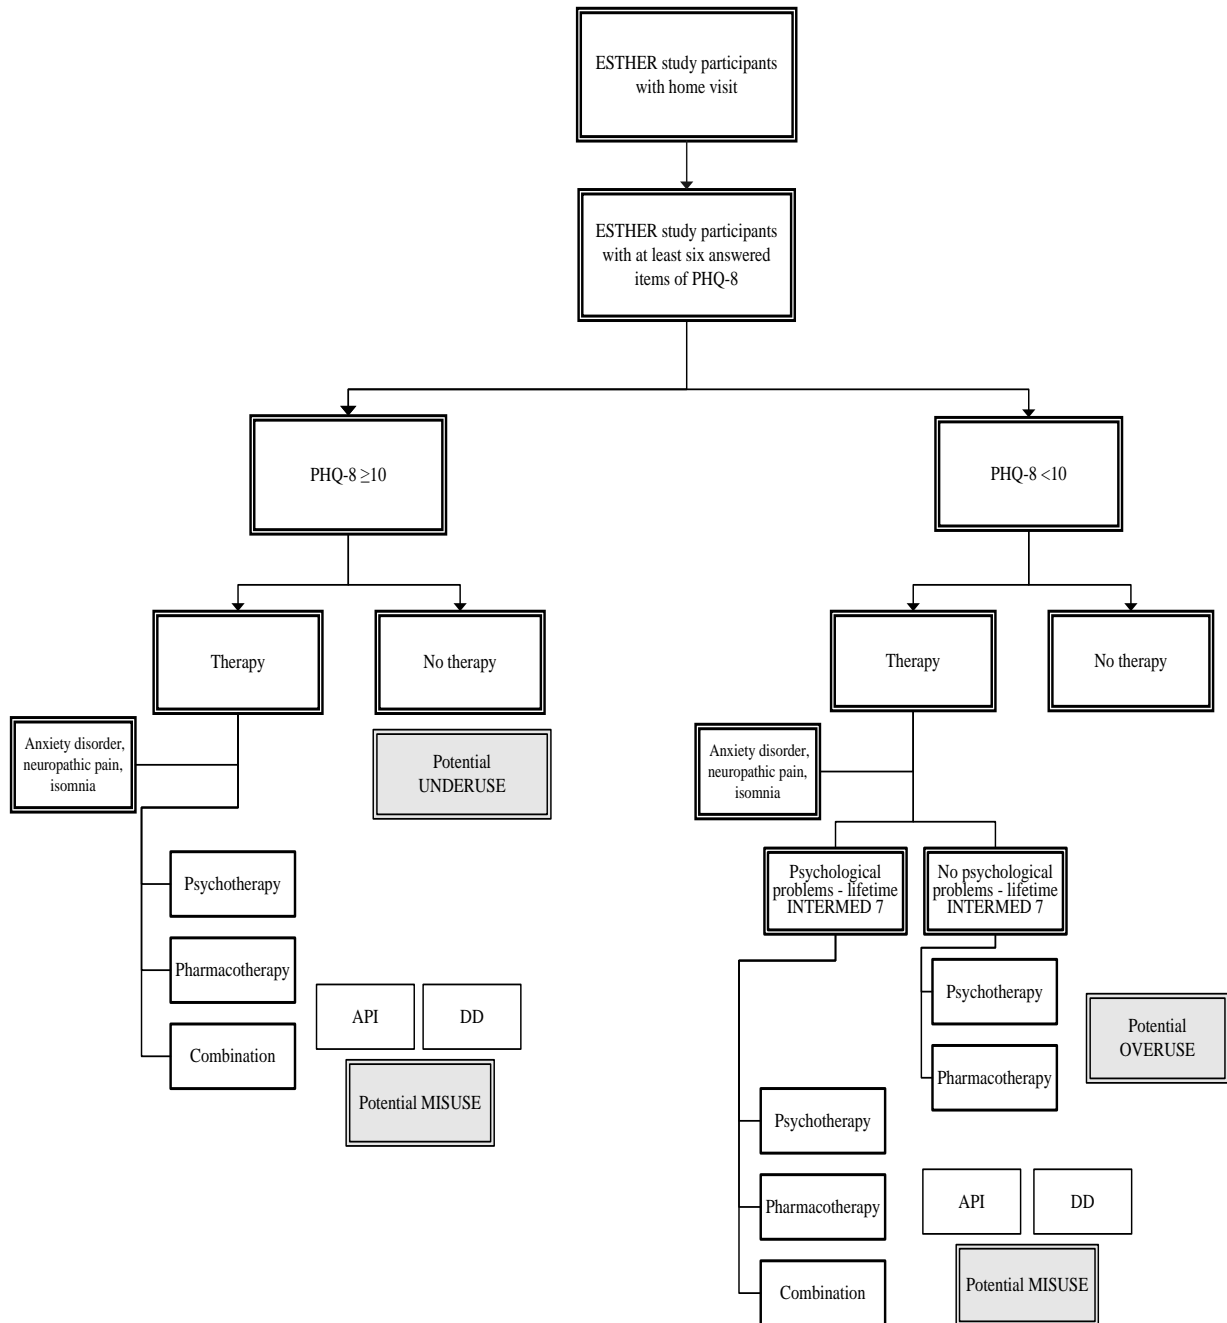 ESTHER study participants
with home visit
ESTHER study participants
with at least six answered
items of PHQ-8
PHQ-8 ≥10
PHQ-8 <10
Therapy
No therapy
Therapy
No therapy
Anxiety disorder,
neuropathic pain,
isomnia
Potential
UNDERUSE
Anxiety disorder,
neuropathic pain,
isomnia
Psychotherapy
Pharmacotherapy
Combination
API
DD
Potential MISUSE
Psychological
problems - lifetime
INTERMED 7
No psychological
problems - lifetime
INTERMED 7
Psychotherapy
Pharmacotherapy
Potential
OVERUSE
Psychotherapy
Pharmacotherapy
Combination
API
DD
Potential MISUSE